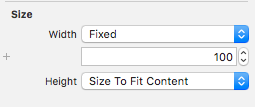 Size
Width Fixed
100
Height Size To Fit Content